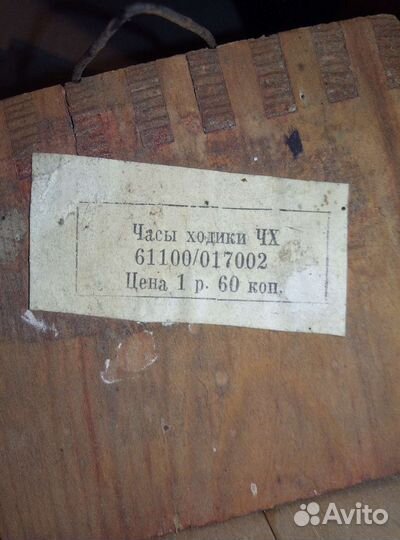 Часы ходики ЧХ
61100/017002
Цена 1 р. 60 коп.
Avito